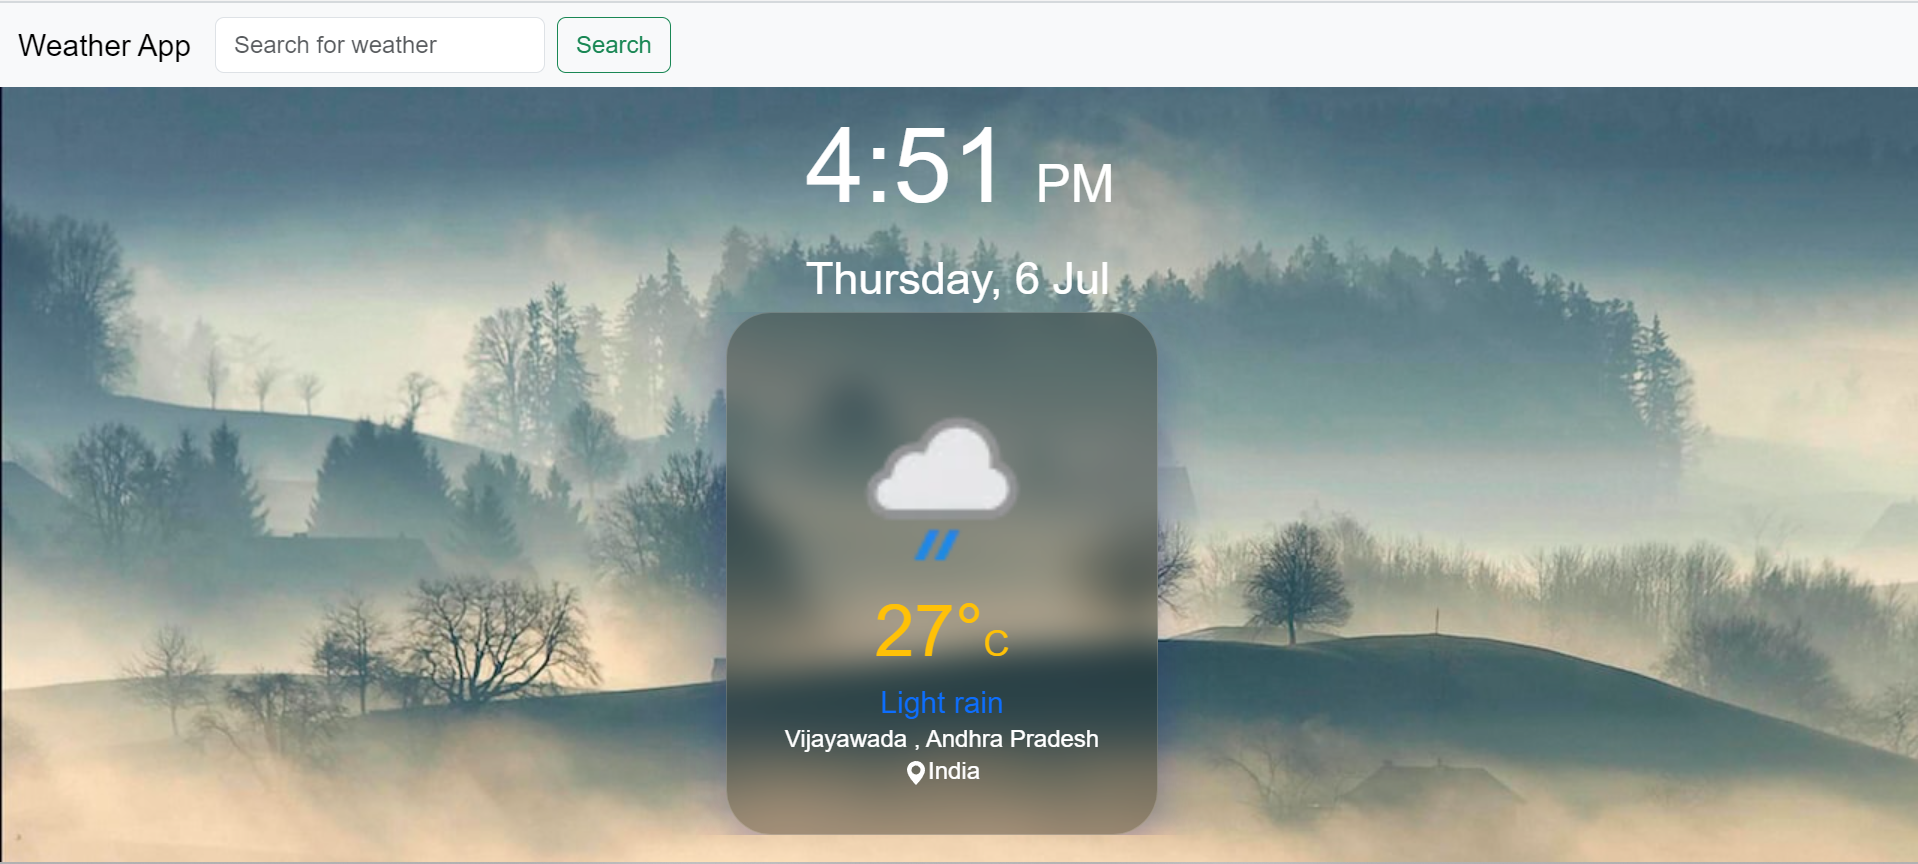 Weather App Search for weather Search
4:51 PM
Thursday, 6 Jul
27°C
Light rain
Vijayawada , Andhra Pradesh
India